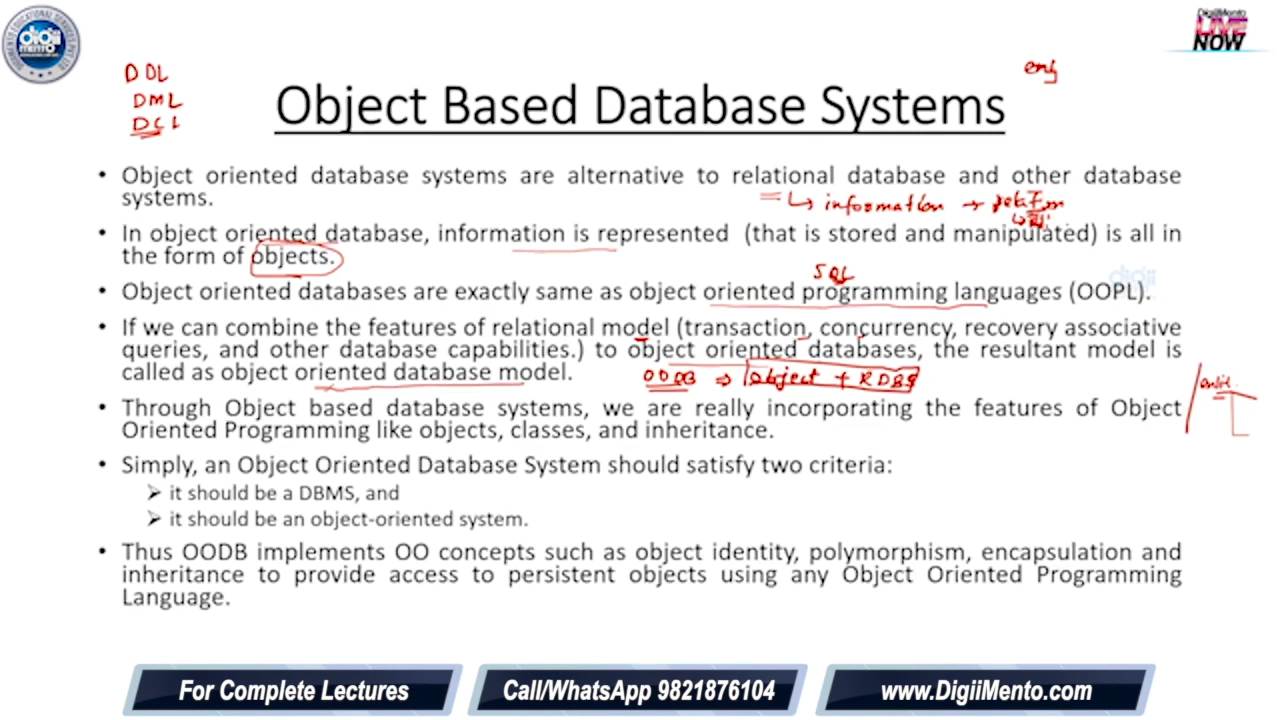 DigiiMento
LIVE
NOW
digii
mento
DDL
DML
DCL
Object Based Database Systems
• Object oriented database systems are alternative to relational database and other database
systems.
↳ information → relation
• In object oriented database, information is represented (that is stored and manipulated) is all in
the form of objects.
SQL
• Object oriented databases are exactly same as object oriented programming languages (OOPL).
• If we can combine the features of relational model (transaction, concurrency, recovery associative
queries, and other database capabilities.) to object oriented databases, the resultant model is
called as object oriented database model.
OODB ⇒ object + RDBS
• Through Object based database systems, we are really incorporating the features of Object
Oriented Programming like objects, classes, and inheritance.
• Simply, an Object Oriented Database System should satisfy two criteria:
➢ it should be a DBMS, and
➢ it should be an object-oriented system.
• Thus OODB implements OO concepts such as object identity, polymorphism, encapsulation and
inheritance to provide access to persistent objects using any Object Oriented Programming
Language.
For Complete Lectures
Call/WhatsApp 9821876104
www.DigiiMento.com